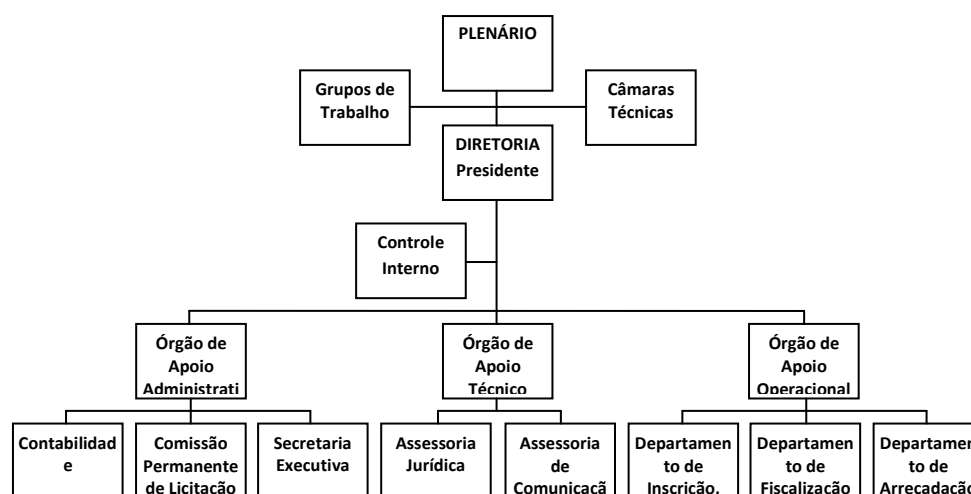 PLENÁRIO
Grupos de
Trabalho
Câmaras
Técnicas
DIRETORIA
Presidente
Controle
Interno
Órgão de
Apoio
Administrati
Órgão de
Apoio
Técnico
Órgão de
Apoio
Operacional
Contabilidad
e
Comissão
Permanente
de Licitação
Secretaria
Executiva
Assessoria
Jurídica
Assessoria
de
Comunicaçã
Departamen
to de
Inscrição,
Departamen
to de
Fiscalização
Departamen
to de
Arrecadação